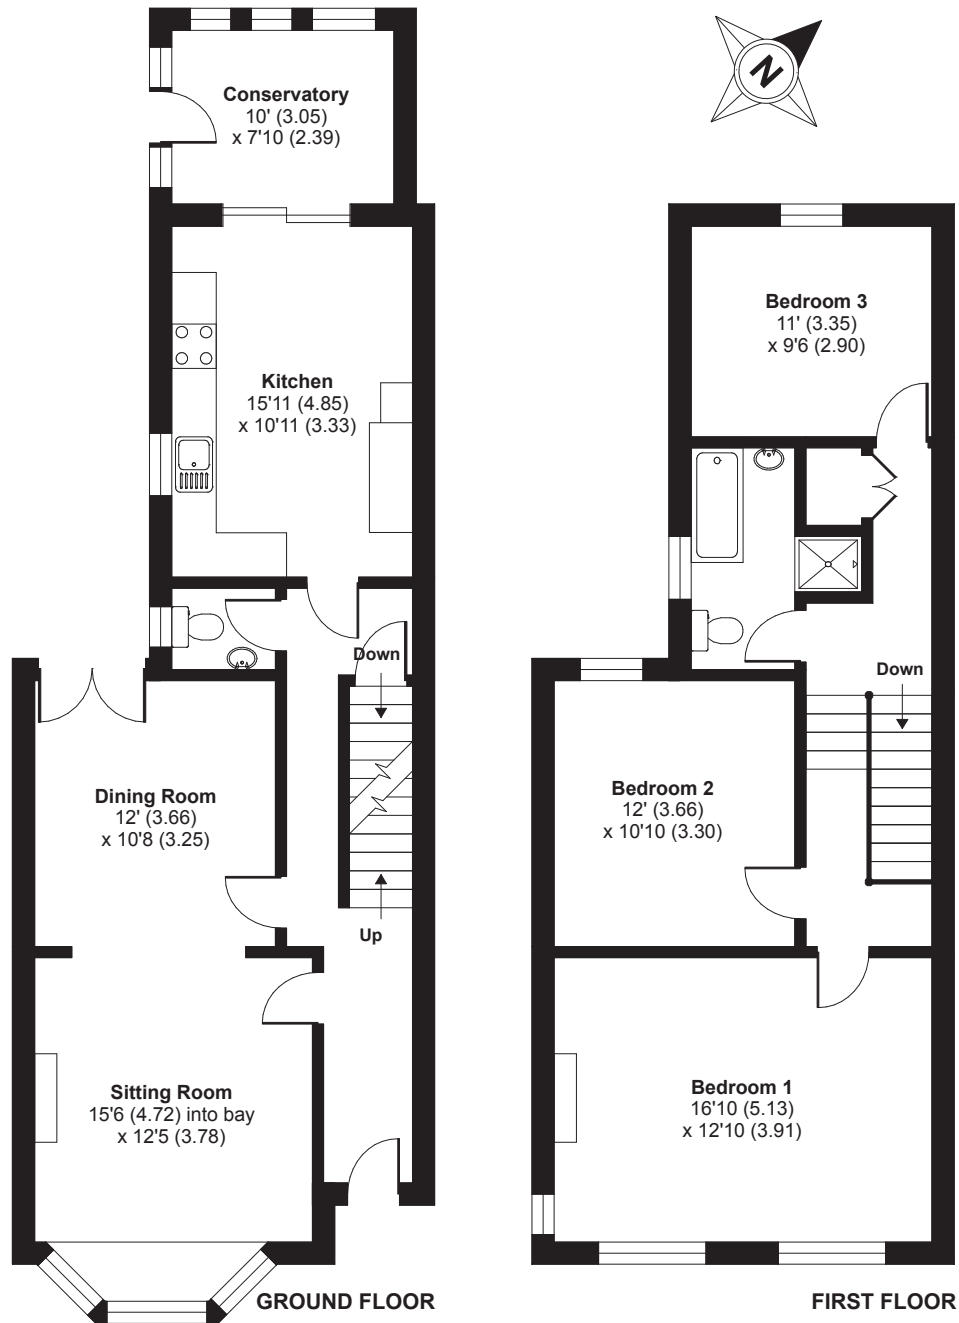 Conservatory
10' (3.05)
x 7'10 (2.39)
N
Kitchen
15'11 (4.85)
x 10'11 (3.33)
Down
Dining Room
12' (3.66)
x 10'8 (3.25)
Up
Sitting Room
15'6 (4.72) into bay
x 12'5 (3.78)
GROUND FLOOR
Bedroom 3
11' (3.35)
x 9'6 (2.90)
Down
Bedroom 2
12' (3.66)
x 10'10 (3.30)
Bedroom 1
16'10 (5.13)
x 12'10 (3.91)
FIRST FLOOR